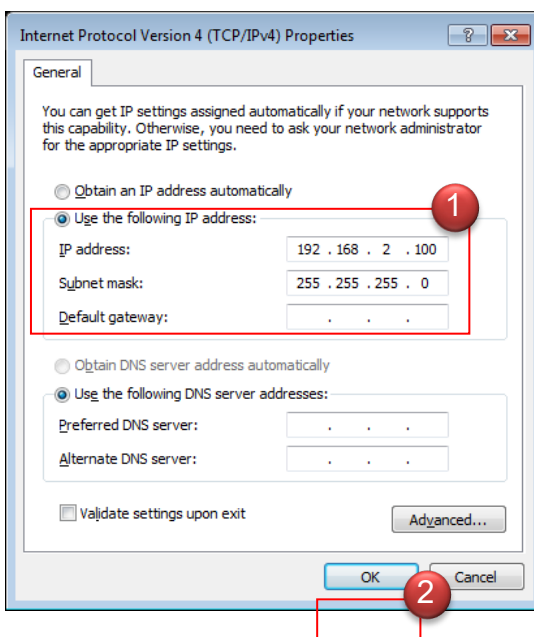 Internet Protocol Version 4 (TCP/IPv4) Properties
General
You can get IP settings assigned automatically if your network supports
this capability. Otherwise, you need to ask your network administrator
for the appropriate IP settings.
Obtain an IP address automatically
1
Use the following IP address:
IP address: 192 . 168 . 2 . 100
Subnet mask: 255 . 255 . 255 . 0
Default gateway: . . .
Obtain DNS server address automatically
Use the following DNS server addresses:
Preferred DNS server: . . .
Alternate DNS server: . . .
Validate settings upon exit
Advanced...
OK Cancel
2